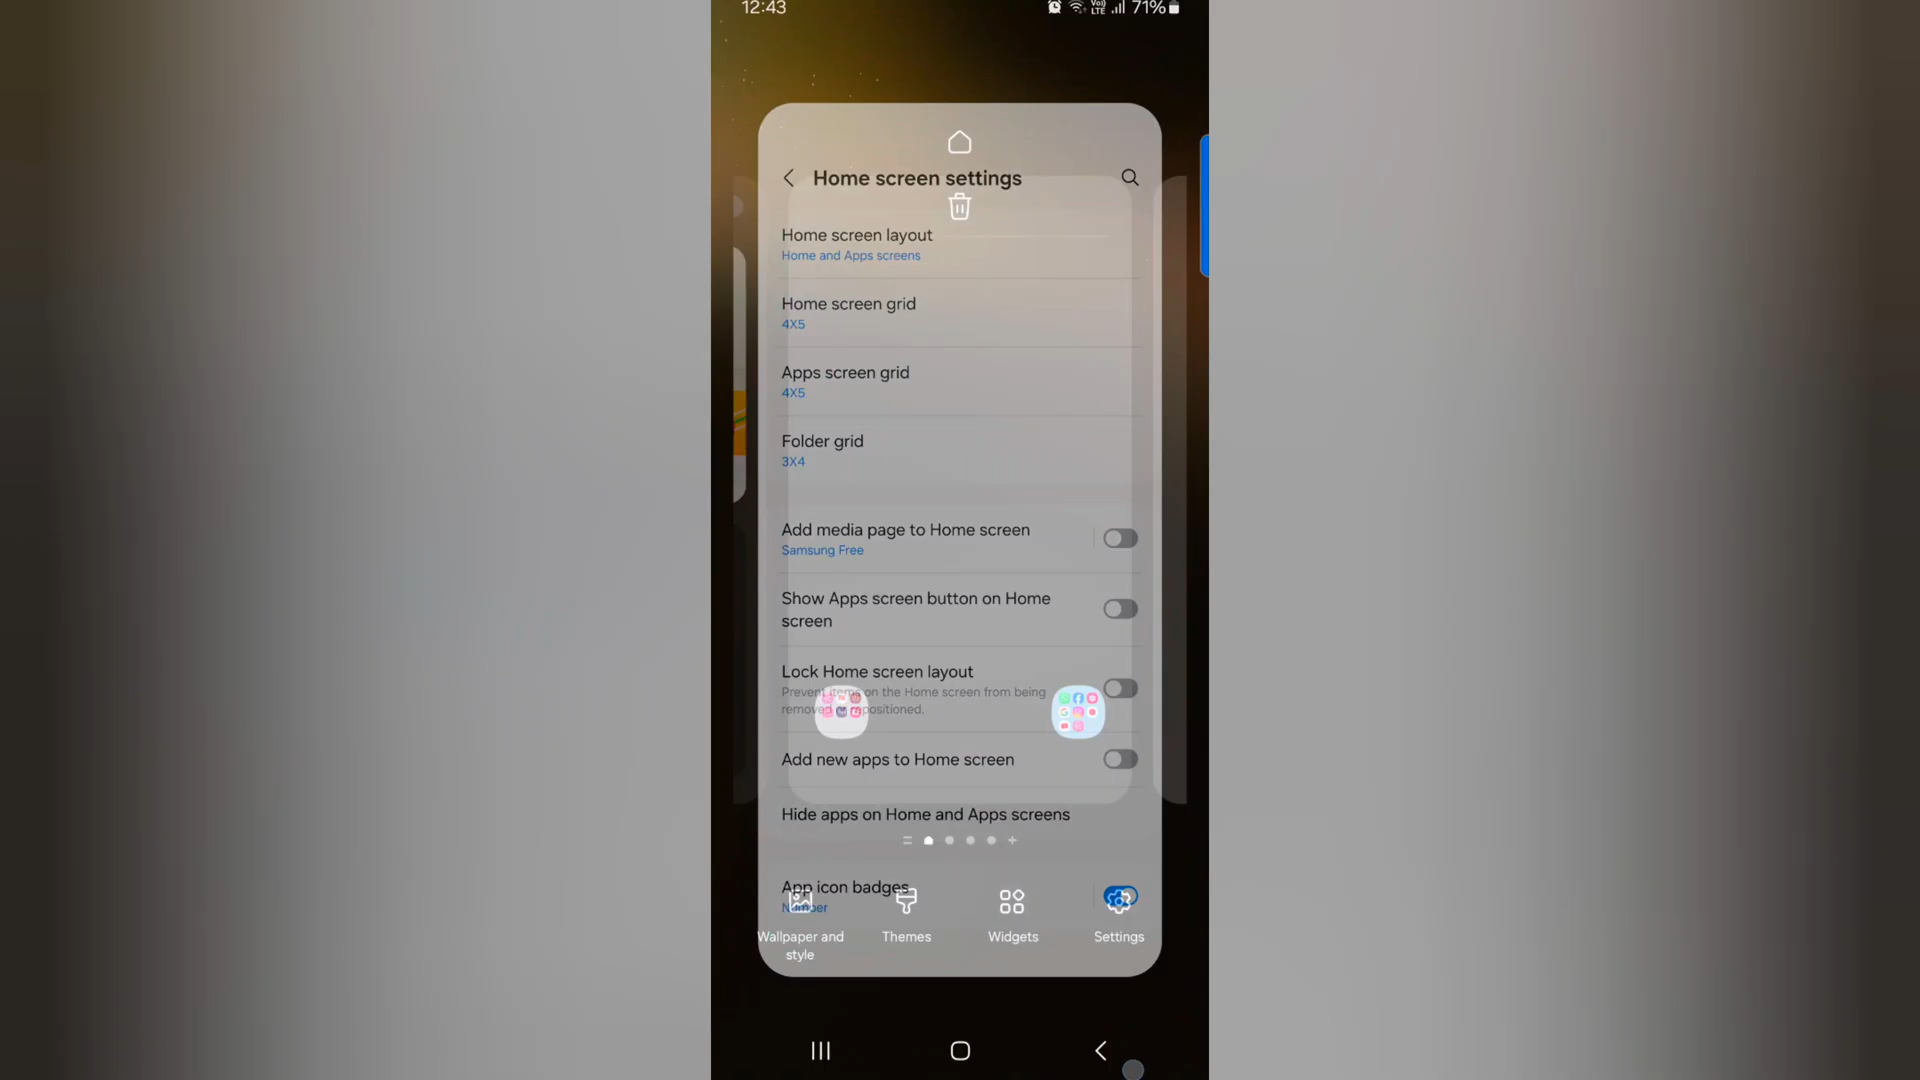 12:43
Vo) LTE 71%
Home screen settings
Home screen layout
Home and Apps screens
Home screen grid
4X5
Apps screen grid
4X5
Folder grid
3X4
Add media page to Home screen
Samsung Free
Show Apps screen button on Home
screen
Lock Home screen layout
Prevent items on the Home screen from being
removed repositioned.
Add new apps to Home screen
Hide apps on Home and Apps screens
App icon badges
Number
Wallpaper and
style
Themes
Widgets
Settings